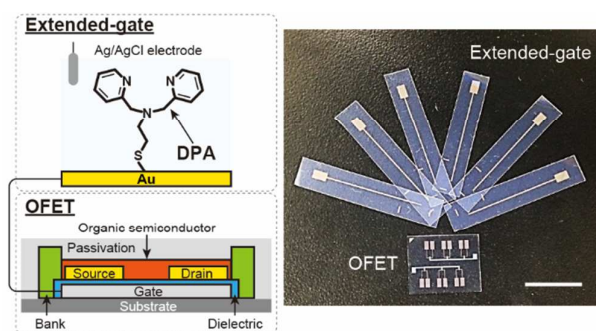 Extended-gate
Ag/AgCl electrode
N
N
N
S
DPA
Au
OFET
Organic semiconductor
Passivation
Source
Drain
Gate
Substrate
Bank
Dielectric
Extended-gate
OFET